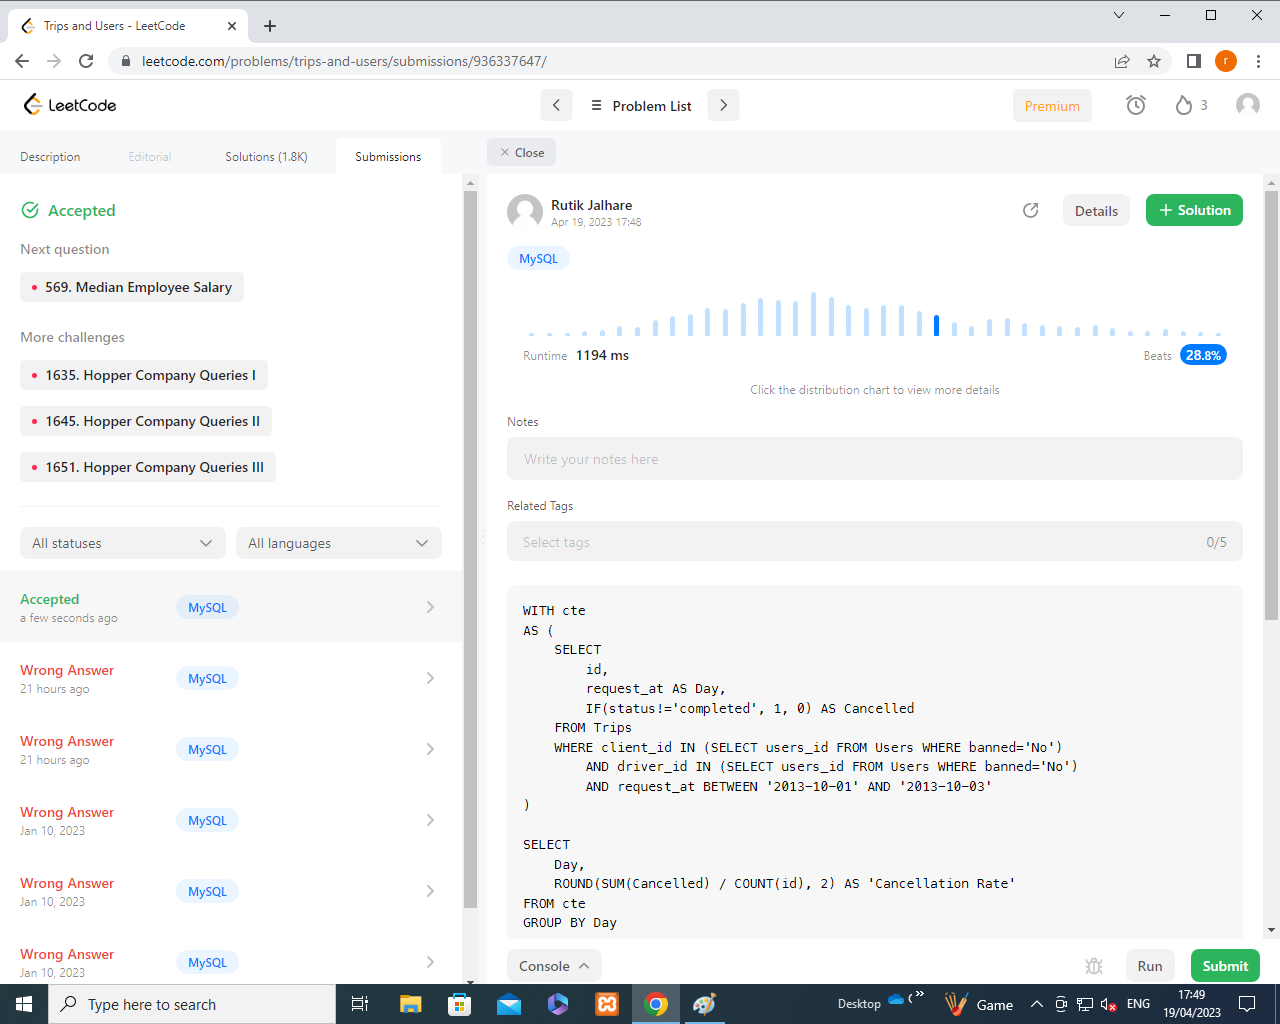 Trips and Users - LeetCode
leetcode.com/problems/trips-and-users/submissions/936337647/
r
LeetCode
Problem List
Premium
3
Description
Editorial
Solutions (1.8K)
Submissions
Close
Accepted
Next question
569. Median Employee Salary
More challenges
1635. Hopper Company Queries I
1645. Hopper Company Queries II
1651. Hopper Company Queries III
All statuses
All languages
Accepted
a few seconds ago
MySQL
Wrong Answer
21 hours ago
MySQL
Wrong Answer
21 hours ago
MySQL
Wrong Answer
Jan 10, 2023
MySQL
Wrong Answer
Jan 10, 2023
MySQL
Wrong Answer
Jan 10, 2023
MySQL
Rutik Jalhare
Apr 19, 2023 17:48
Details
+ Solution
MySQL
Runtime 1194 ms
Beats 28.8%
Click the distribution chart to view more details
Notes
Write your notes here
Related Tags
Select tags
0/5
WITH cte
AS (
    SELECT
        id,
        request_at AS Day,
        IF(status!='completed', 1, 0) AS Cancelled
    FROM Trips
    WHERE client_id IN (SELECT users_id FROM Users WHERE banned='No')
        AND driver_id IN (SELECT users_id FROM Users WHERE banned='No')
        AND request_at BETWEEN '2013-10-01' AND '2013-10-03'
)
SELECT
    Day,
    ROUND(SUM(Cancelled) / COUNT(id), 2) AS 'Cancellation Rate'
FROM cte
GROUP BY Day
Console
Run
Submit
Type here to search
Desktop
Game
ENG
17:49
19/04/2023